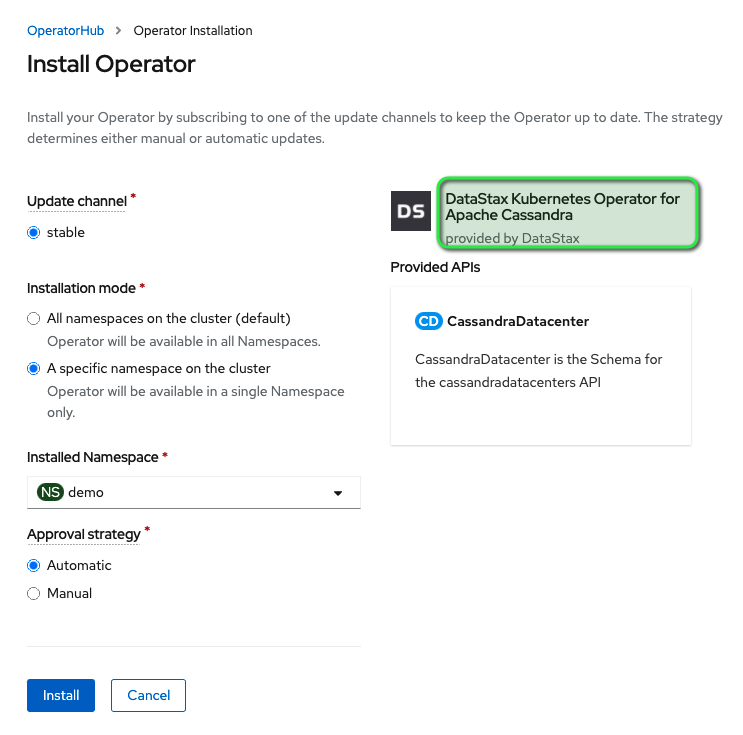 OperatorHub > Operator Installation
Install Operator
Install your Operator by subscribing to one of the update channels to keep the Operator up to date. The strategy
determines either manual or automatic updates.
Update channel *
stable
Installation mode *
All namespaces on the cluster (default)
Operator will be available in all Namespaces.
A specific namespace on the cluster
Operator will be available in a single Namespace
only.
Installed Namespace *
NS demo
Approval strategy *
Automatic
Manual
Install Cancel
DS
DataStax Kubernetes Operator for
Apache Cassandra
provided by DataStax
Provided APIs
CD CassandraDatacenter
CassandraDatacenter is the Schema for
the cassandradatacenters API